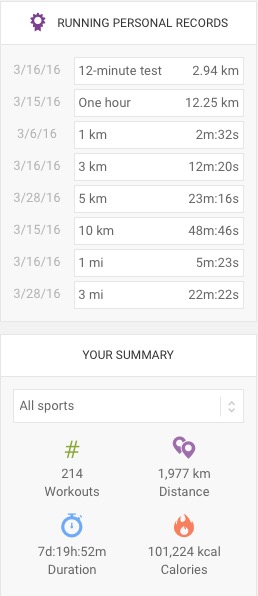 RUNNING PERSONAL RECORDS
3/16/16 12-minute test 2.94 km
3/15/16 One hour 12.25 km
3/6/16 1 km 2m:32s
3/16/16 3 km 12m:20s
3/28/16 5 km 23m:16s
3/15/16 10 km 48m:46s
3/16/16 1 mi 5m:23s
3/28/16 3 mi 22m:22s
YOUR SUMMARY
All sports
214 1,977 km
Workouts Distance
7d:19h:52m 101,224 kcal
Duration Calories